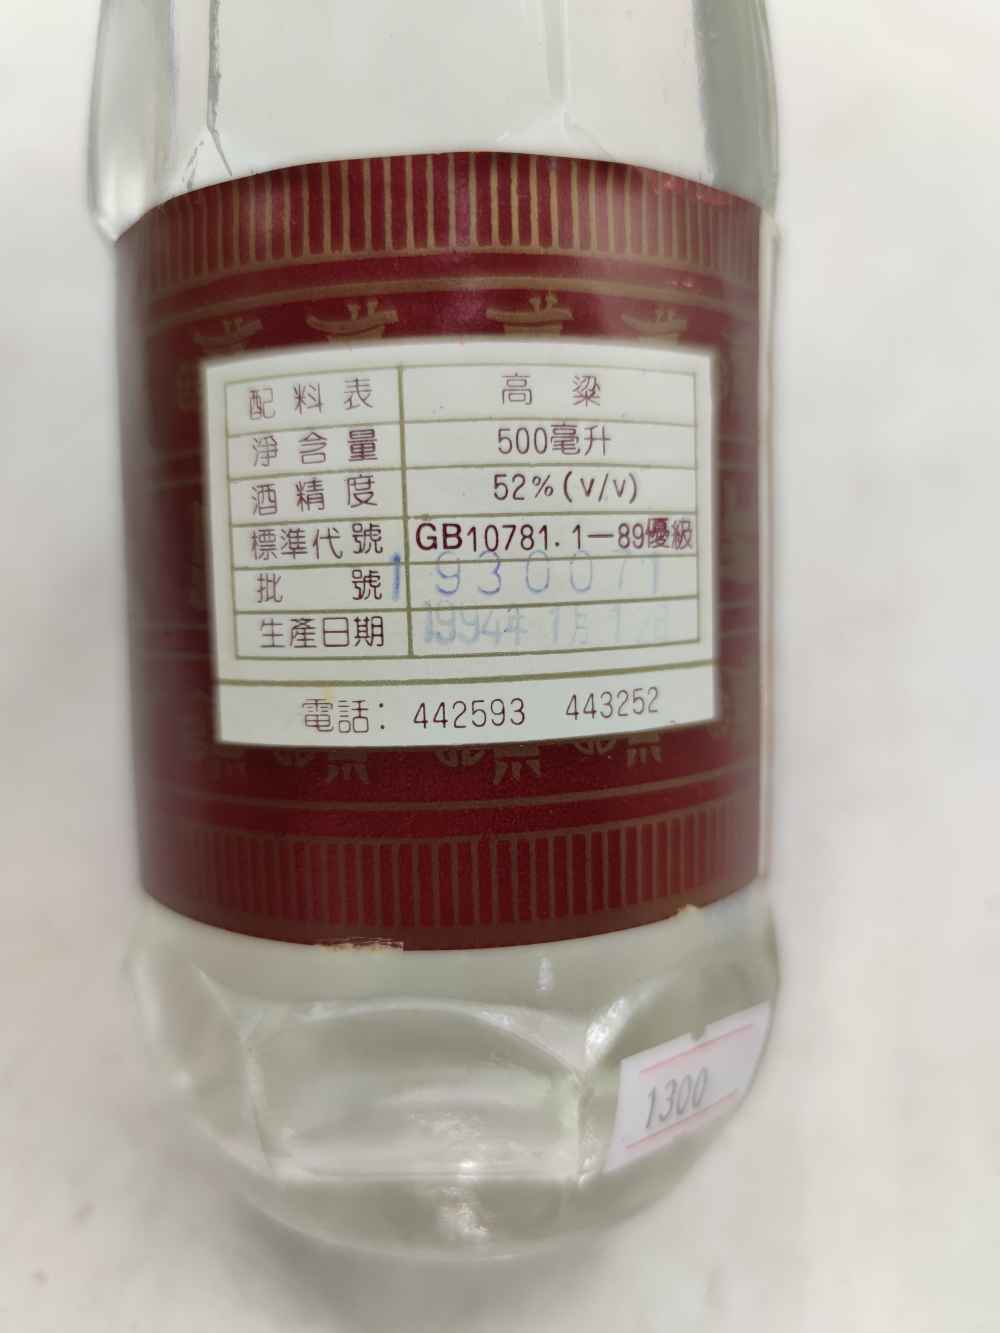 配料表 高粱
淨含量 500毫升
酒精度 52%(v/v)
標準代號 GB10781.1—89優級
批號 1930071
生產日期 1994年1月1日
電話: 442593 443252
1300